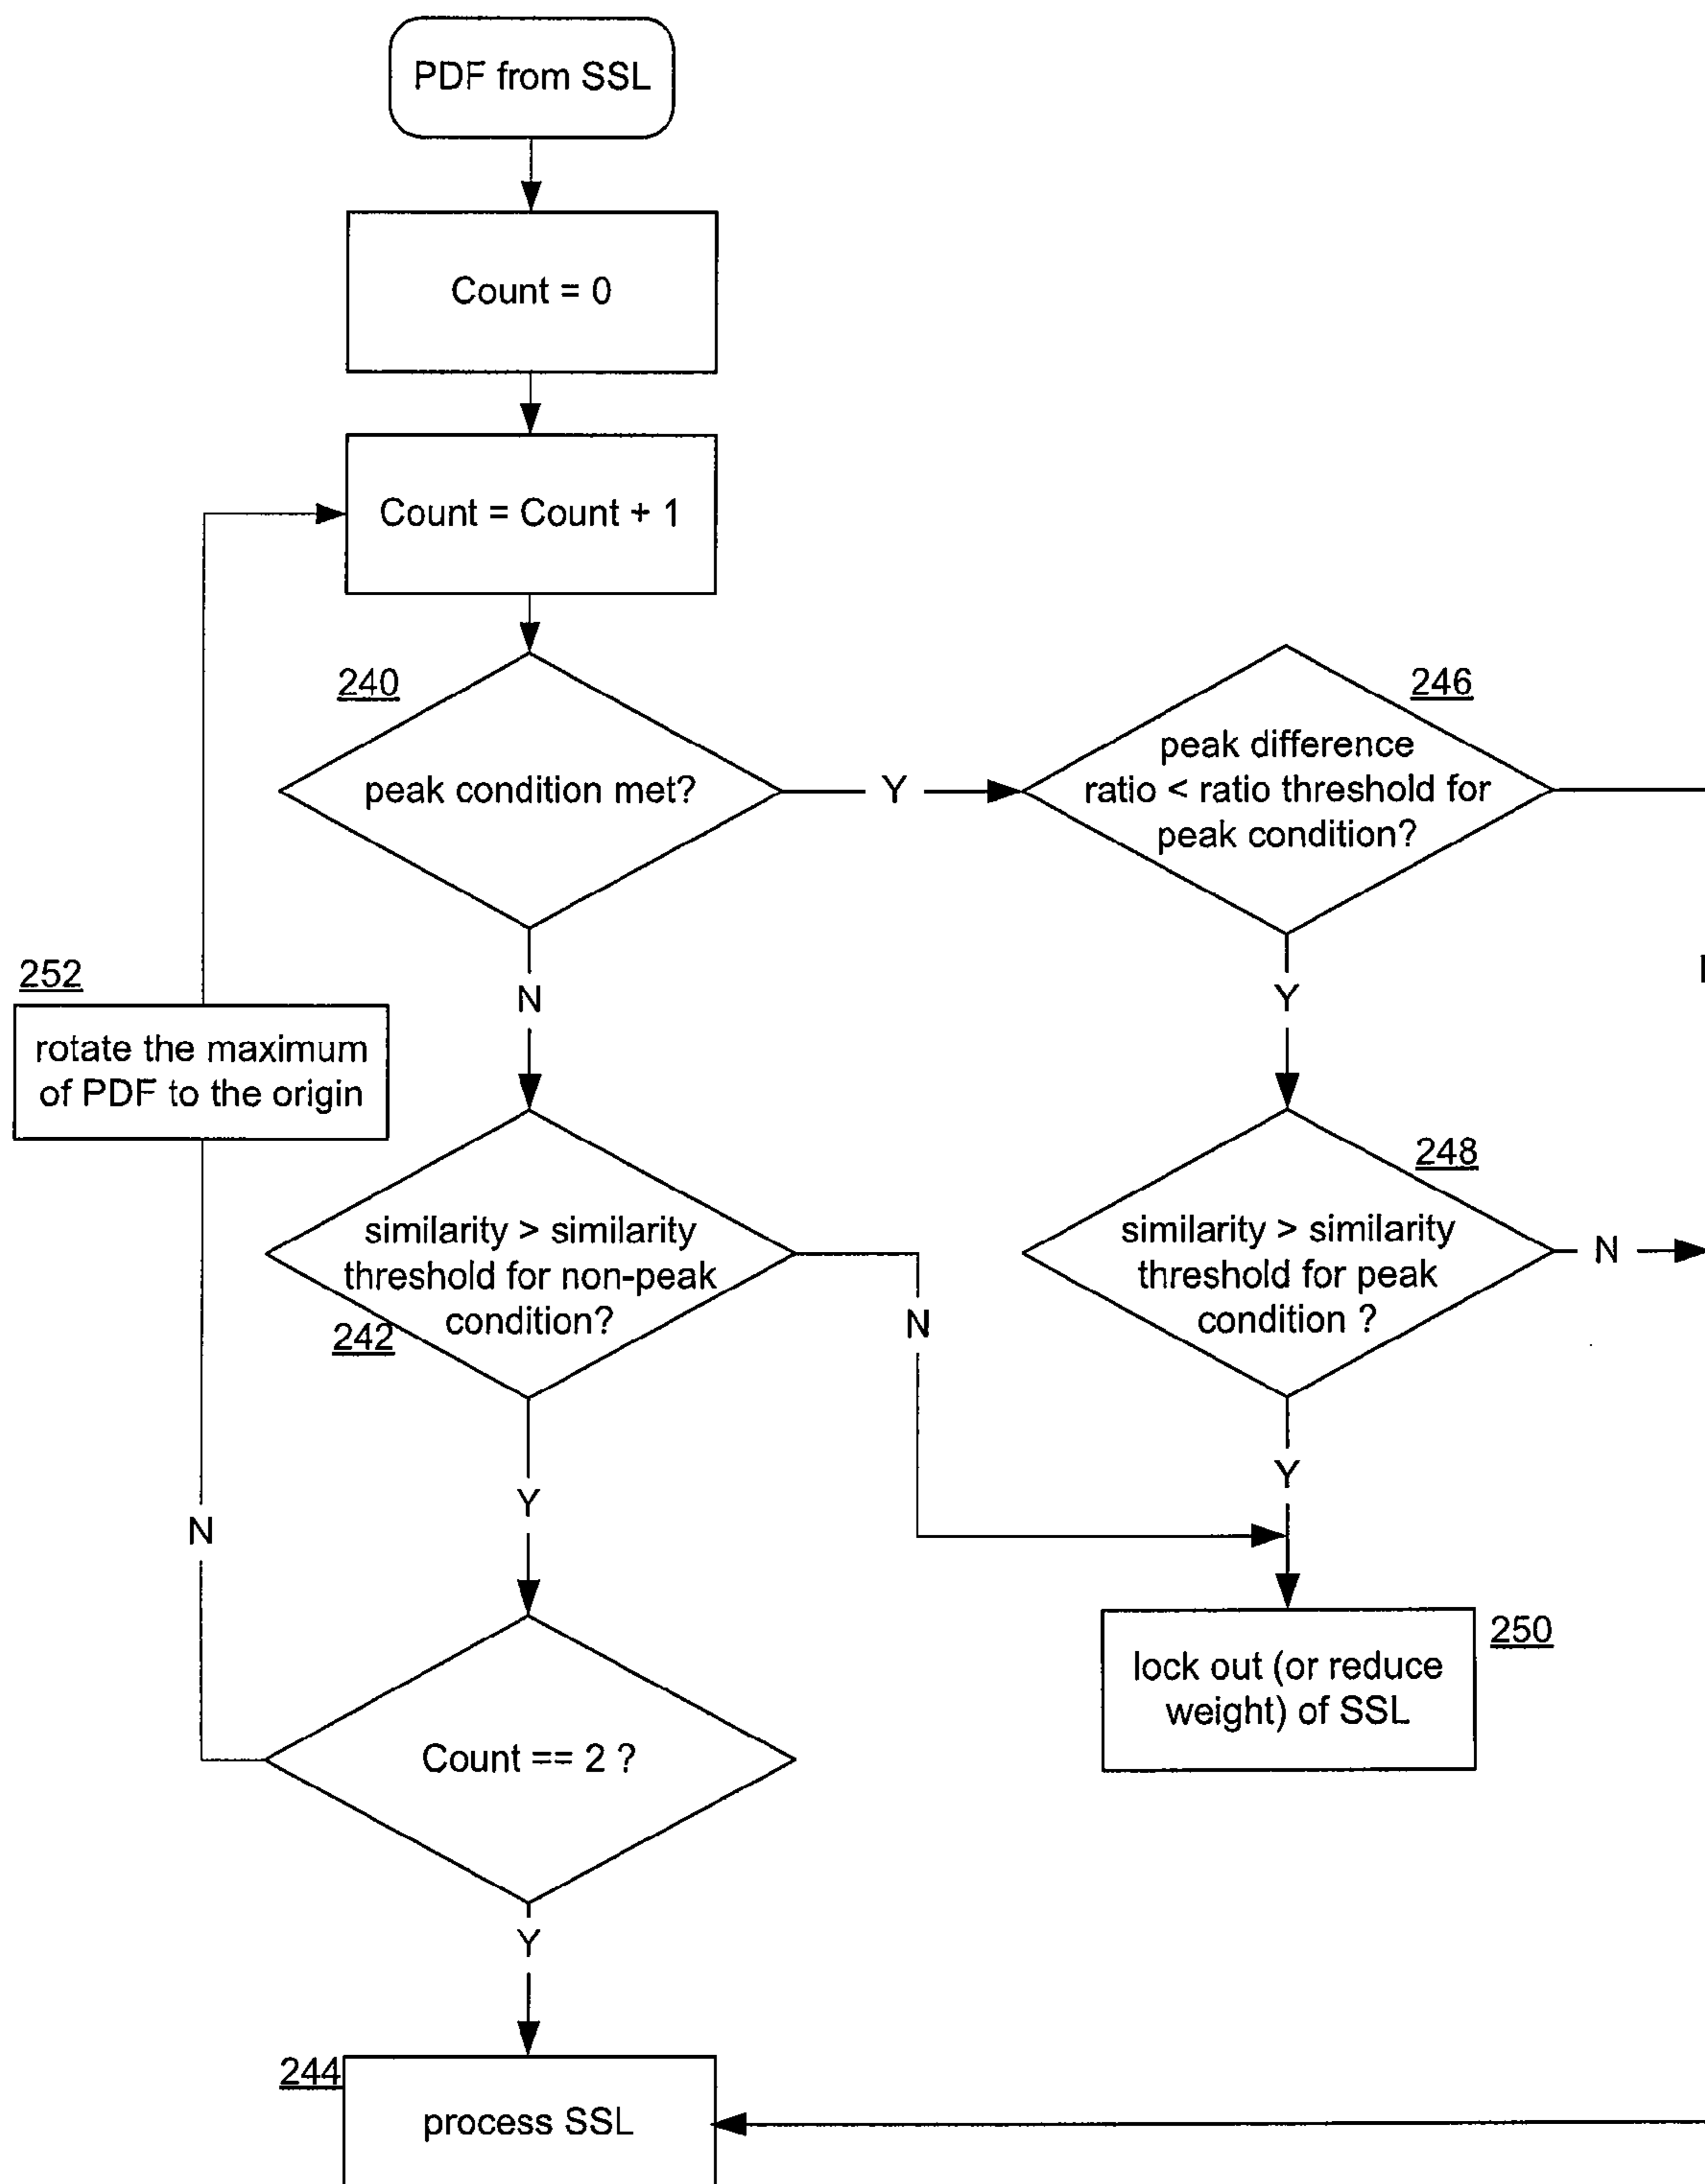 PDF from SSL
Count = 0
Count = Count + 1
240
peak condition met?
Y
246
peak difference
ratio < ratio threshold for
peak condition?
N
Y
252
rotate the maximum
of PDF to the origin
242
similarity > similarity
threshold for non-peak
condition?
N
248
similarity > similarity
threshold for peak
condition ?
N
Y
Y
N
250
lock out (or reduce
weight) of SSL
Count == 2 ?
Y
244
process SSL